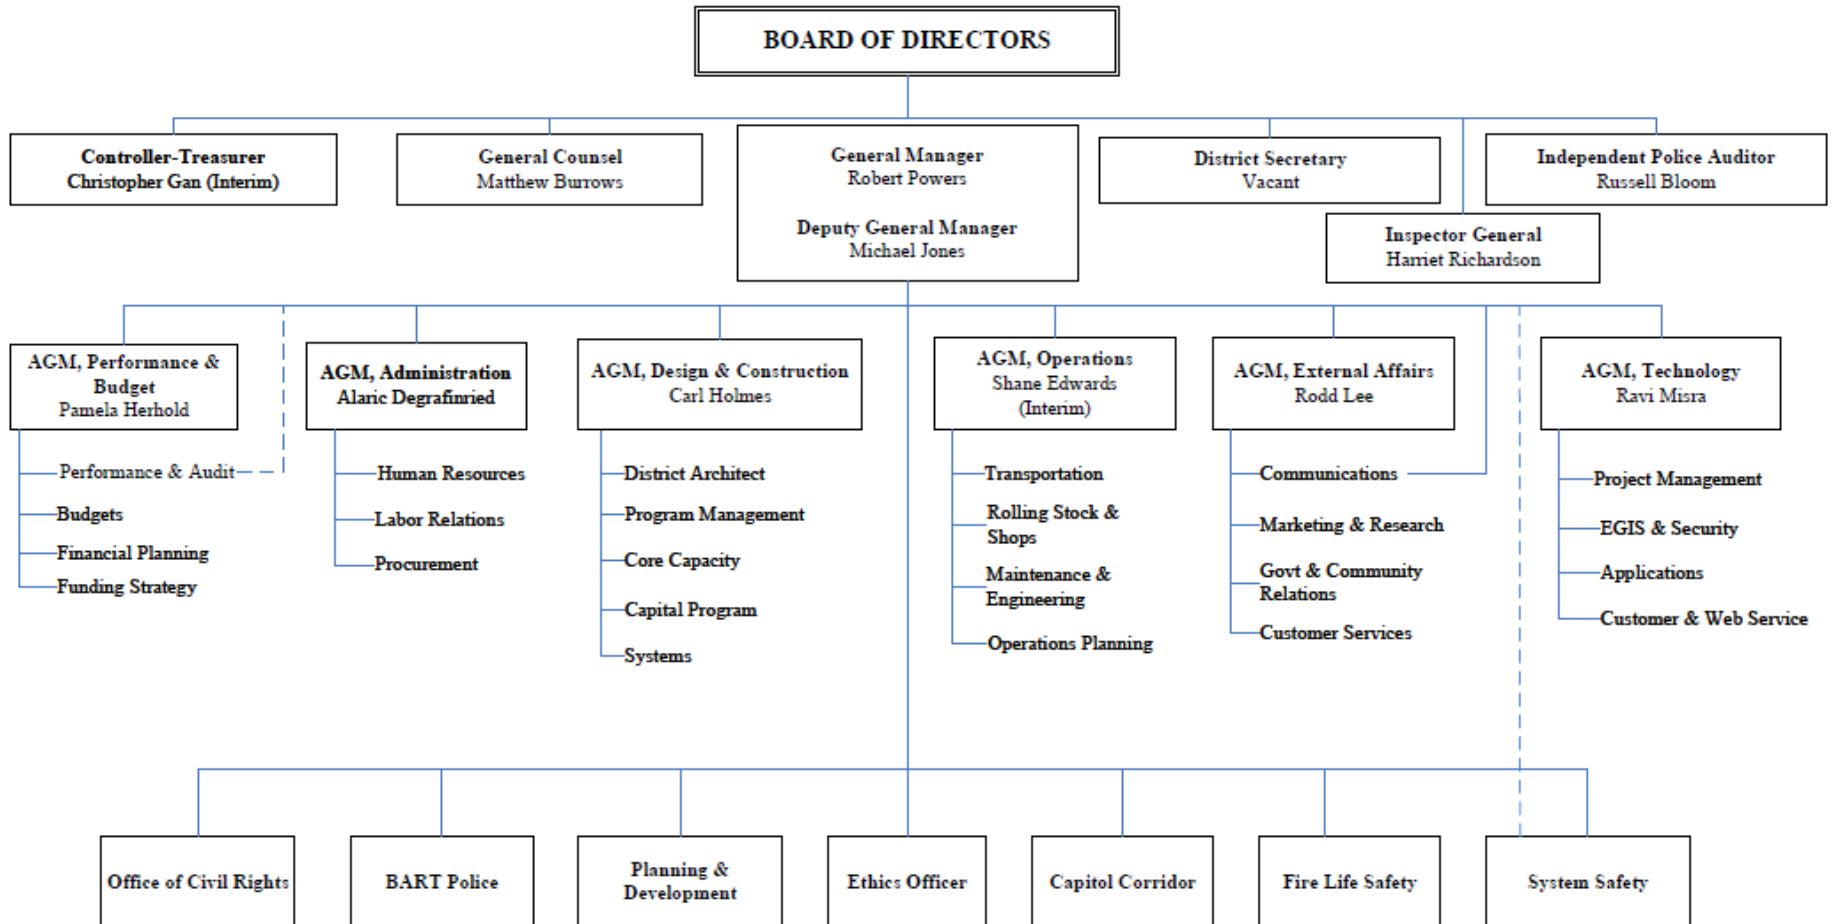 BOARD OF DIRECTORS
Controller-Treasurer
Christopher Gan (Interim)
General Counsel
Matthew Burrows
General Manager
Robert Powers
Deputy General Manager
Michael Jones
District Secretary
Vacant
Independent Police Auditor
Russell Bloom
Inspector General
Harriet Richardson
AGM, Performance &
Budget
Pamela Herhold
Performance & Audit
Budgets
Financial Planning
Funding Strategy
AGM, Administration
Alaric Degrafinried
Human Resources
Labor Relations
Procurement
AGM, Design & Construction
Carl Holmes
District Architect
Program Management
Core Capacity
Capital Program
Systems
AGM, Operations
Shane Edwards
(Interim)
Transportation
Rolling Stock &
Shops
Maintenance &
Engineering
Operations Planning
AGM, External Affairs
Rodd Lee
Communications
Marketing & Research
Govt & Community
Relations
Customer Services
AGM, Technology
Ravi Misra
Project Management
EGIS & Security
Applications
Customer & Web Service
Office of Civil Rights
BART Police
Planning &
Development
Ethics Officer
Capitol Corridor
Fire Life Safety
System Safety